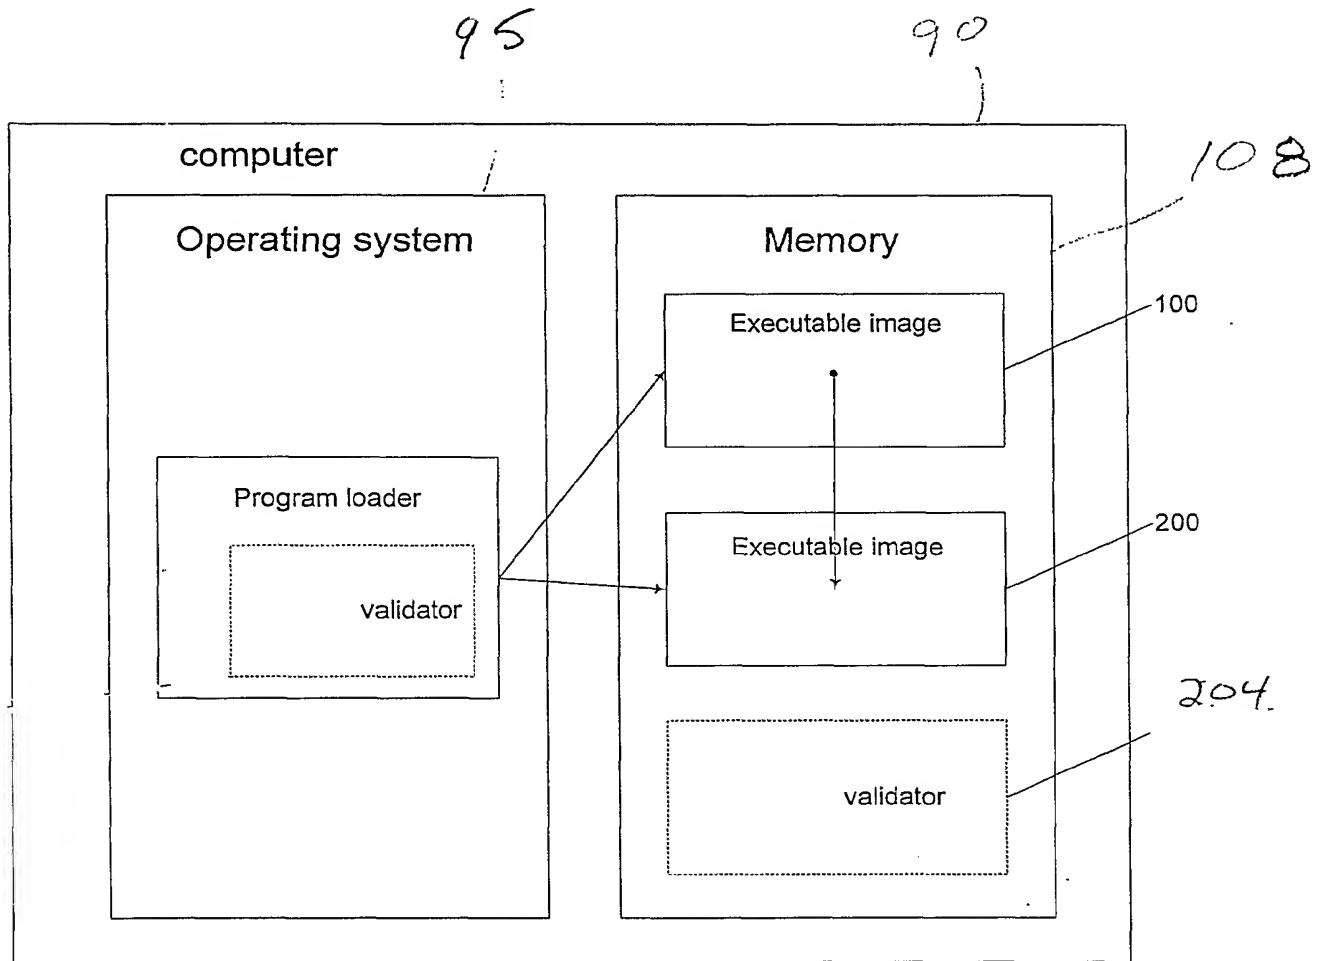 95
90
computer
108
Operating system
Memory
Executable image
100
Program loader
validator
Executable image
200
204.
validator